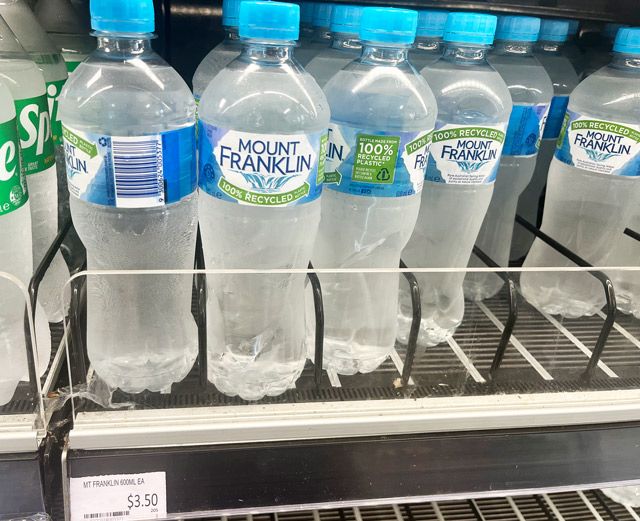 Sprite
MOUNT
FRANKLIN
100% RECYCLED
BOTTLE MADE FROM
100%
RECYCLED
PLASTIC*
100% RECYCLED
MOUNT
FRANKLIN
100% RECYCLED
MOUNT
FRANKLIN
MT FRANKLIN 600ML EA
$3.50